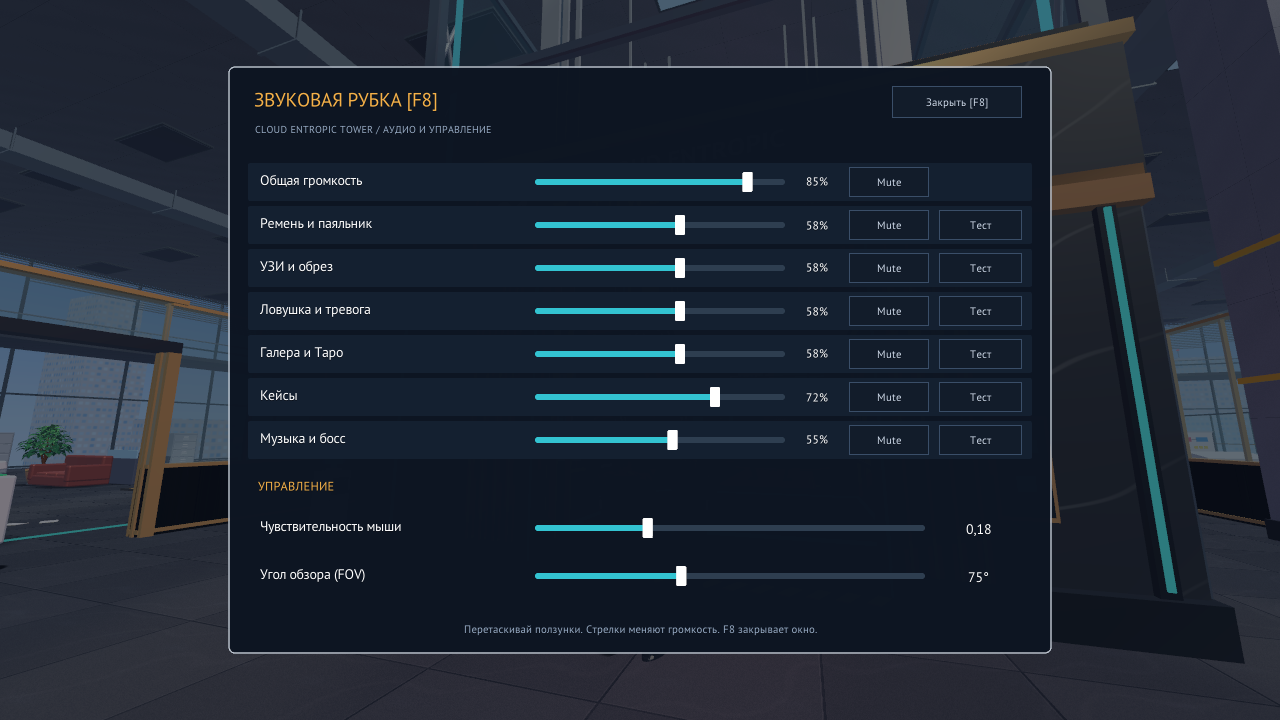 ЗВУКОВАЯ РУБКА [F8]
Закрыть [F8]
CLOUD ENTROPIC TOWER / АУДИО И УПРАВЛЕНИЕ
Общая громкость 85% Mute
Ремень и паяльник 58% Mute Тест
УЗИ и обрез 58% Mute Тест
Ловушка и тревога 58% Mute Тест
Галера и Таро 58% Mute Тест
Кейсы 72% Mute Тест
Музыка и босс 55% Mute Тест
УПРАВЛЕНИЕ
Чувствительность мыши 0,18
Угол обзора (FOV) 75°
Перетаскивай ползунки. Стрелки меняют громкость. F8 закрывает окно.